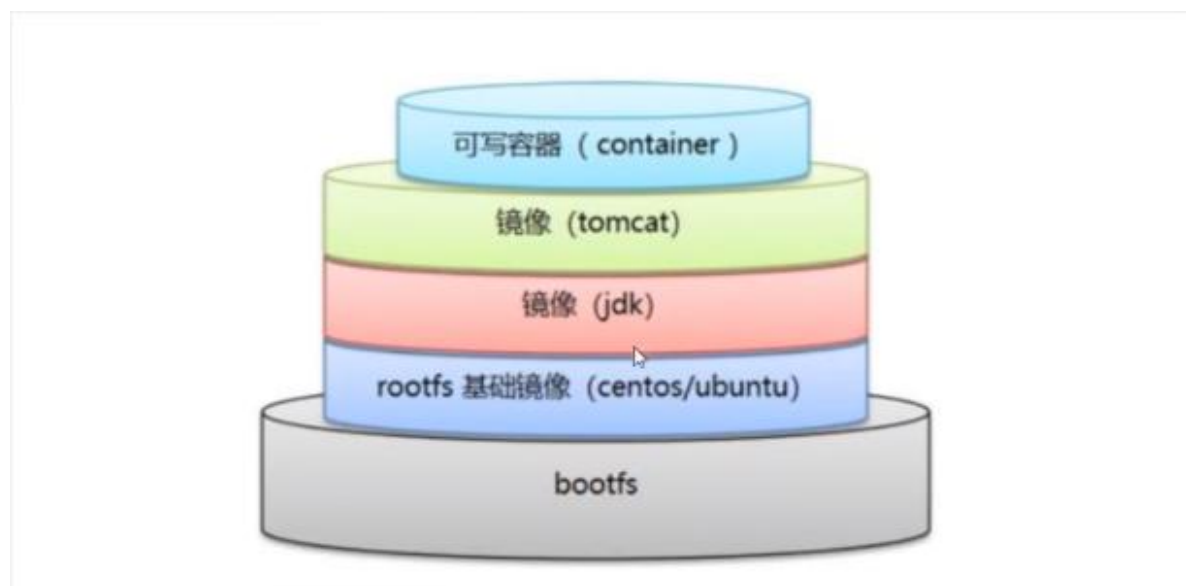 可写容器（ container ）
镜像（tomcat）
镜像（jdk）
rootfs 基础镜像（centos/ubuntu）
bootfs